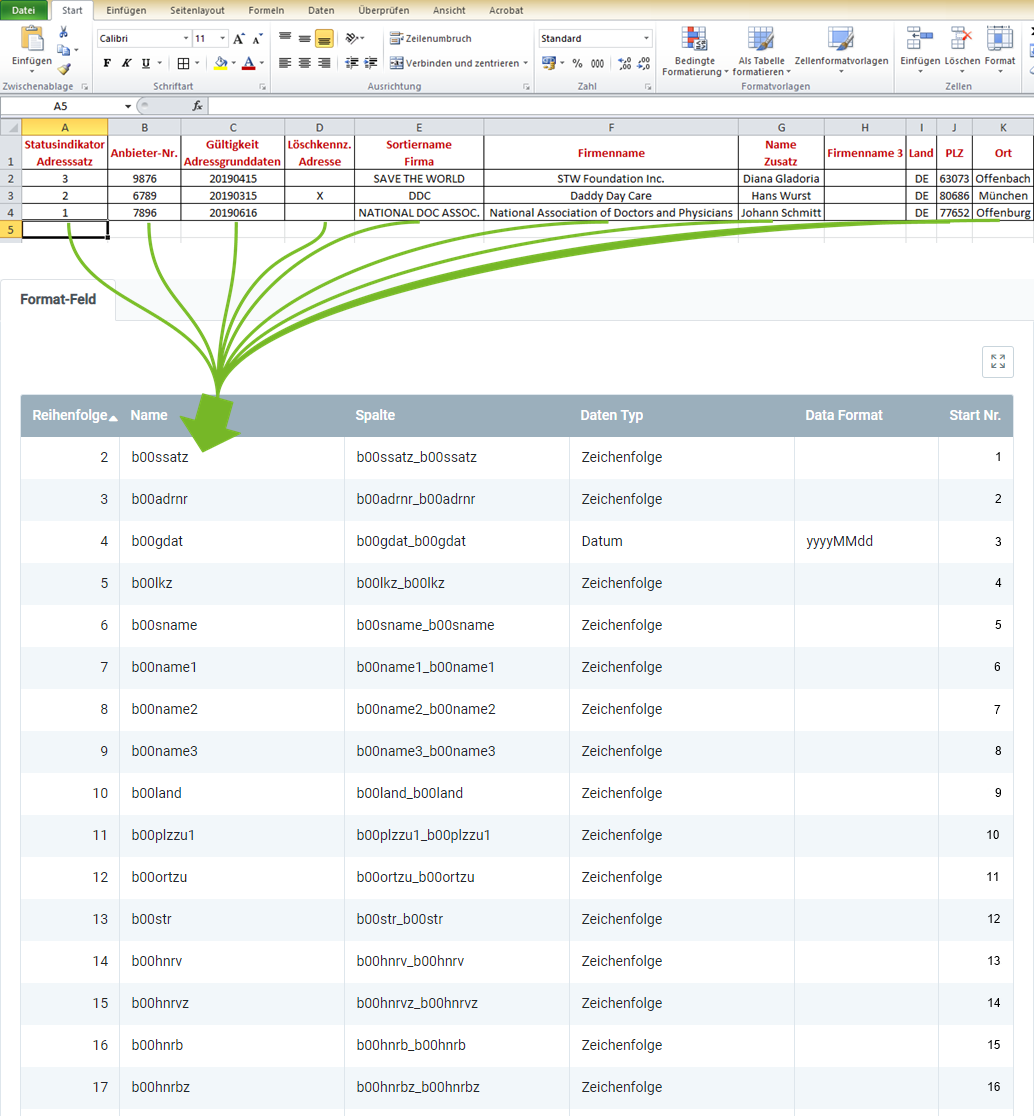 Datei Start Einfügen Seitenlayout Formeln Daten Überprüfen Ansicht Acrobat
Einfügen Calibri 11 A A Zeilenumbruch Standard Bedingte Formatierung Als Tabelle formatieren Zellenformatvorlagen Einfügen Löschen Format
F K U A Verbinden und zentrieren % 000
Zwischenablage Schriftart Ausrichtung Zahl Formatvorlagen Zellen
A5 fx
A B C D E F G H I J K
1 Statusindikator Adresssatz Anbieter-Nr. Gültigkeit Adressgrunddaten Löschkennz. Adresse Sortiername Firma Firmenname Name Zusatz Firmenname 3 Land PLZ Ort
2 3 9876 20190415 SAVE THE WORLD STW Foundation Inc. Diana Gladoria DE 63073 Offenbach
3 2 6789 20190315 X DDC Daddy Day Care Hans Wurst DE 80686 München
4 1 7896 20190616 NATIONAL DOC ASSOC. National Association of Doctors and Physicians Johann Schmitt DE 77652 Offenburg
5
Format-Feld
Reihenfolge Name Spalte Daten Typ Data Format Start Nr.
2 b00ssatz b00ssatz_b00ssatz Zeichenfolge 1
3 b00adrnr b00adrnr_b00adrnr Zeichenfolge 2
4 b00gdat b00gdat_b00gdat Datum yyyyMMdd 3
5 b00lkz b00lkz_b00lkz Zeichenfolge 4
6 b00sname b00sname_b00sname Zeichenfolge 5
7 b00name1 b00name1_b00name1 Zeichenfolge 6
8 b00name2 b00name2_b00name2 Zeichenfolge 7
9 b00name3 b00name3_b00name3 Zeichenfolge 8
10 b00land b00land_b00land Zeichenfolge 9
11 b00plzzu1 b00plzzu1_b00plzzu1 Zeichenfolge 10
12 b00ortzu b00ortzu_b00ortzu Zeichenfolge 11
13 b00str b00str_b00str Zeichenfolge 12
14 b00hnrv b00hnrv_b00hnrv Zeichenfolge 13
15 b00hnrvz b00hnrvz_b00hnrvz Zeichenfolge 14
16 b00hnrb b00hnrb_b00hnrb Zeichenfolge 15
17 b00hnrbz b00hnrbz_b00hnrbz Zeichenfolge 16